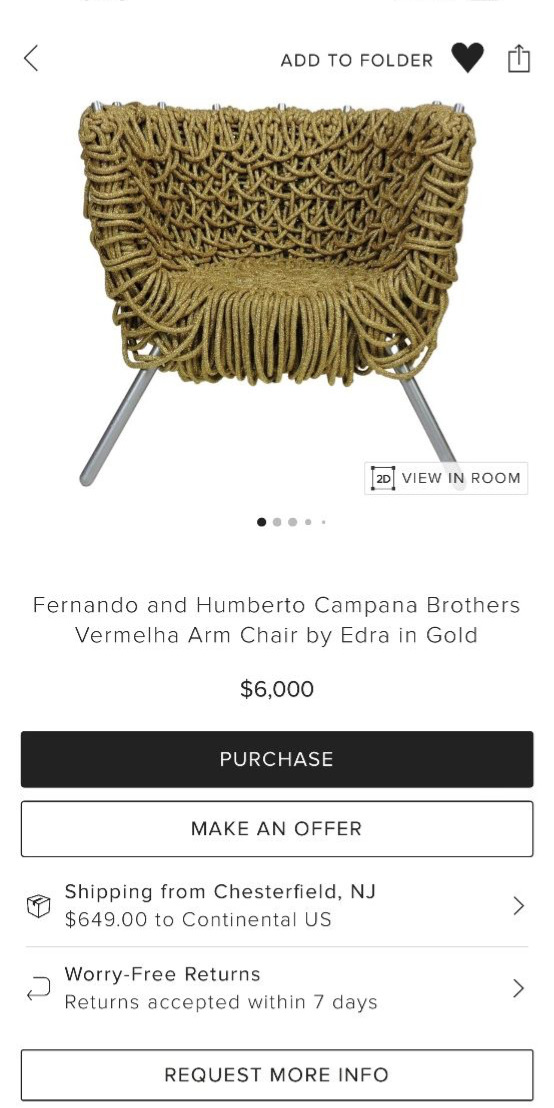 ADD TO FOLDER
2D VIEW IN ROOM
Fernando and Humberto Campana Brothers
Vermelha Arm Chair by Edra in Gold
$6,000
PURCHASE
MAKE AN OFFER
Shipping from Chesterfield, NJ
$649.00 to Continental US
Worry-Free Returns
Returns accepted within 7 days
REQUEST MORE INFO